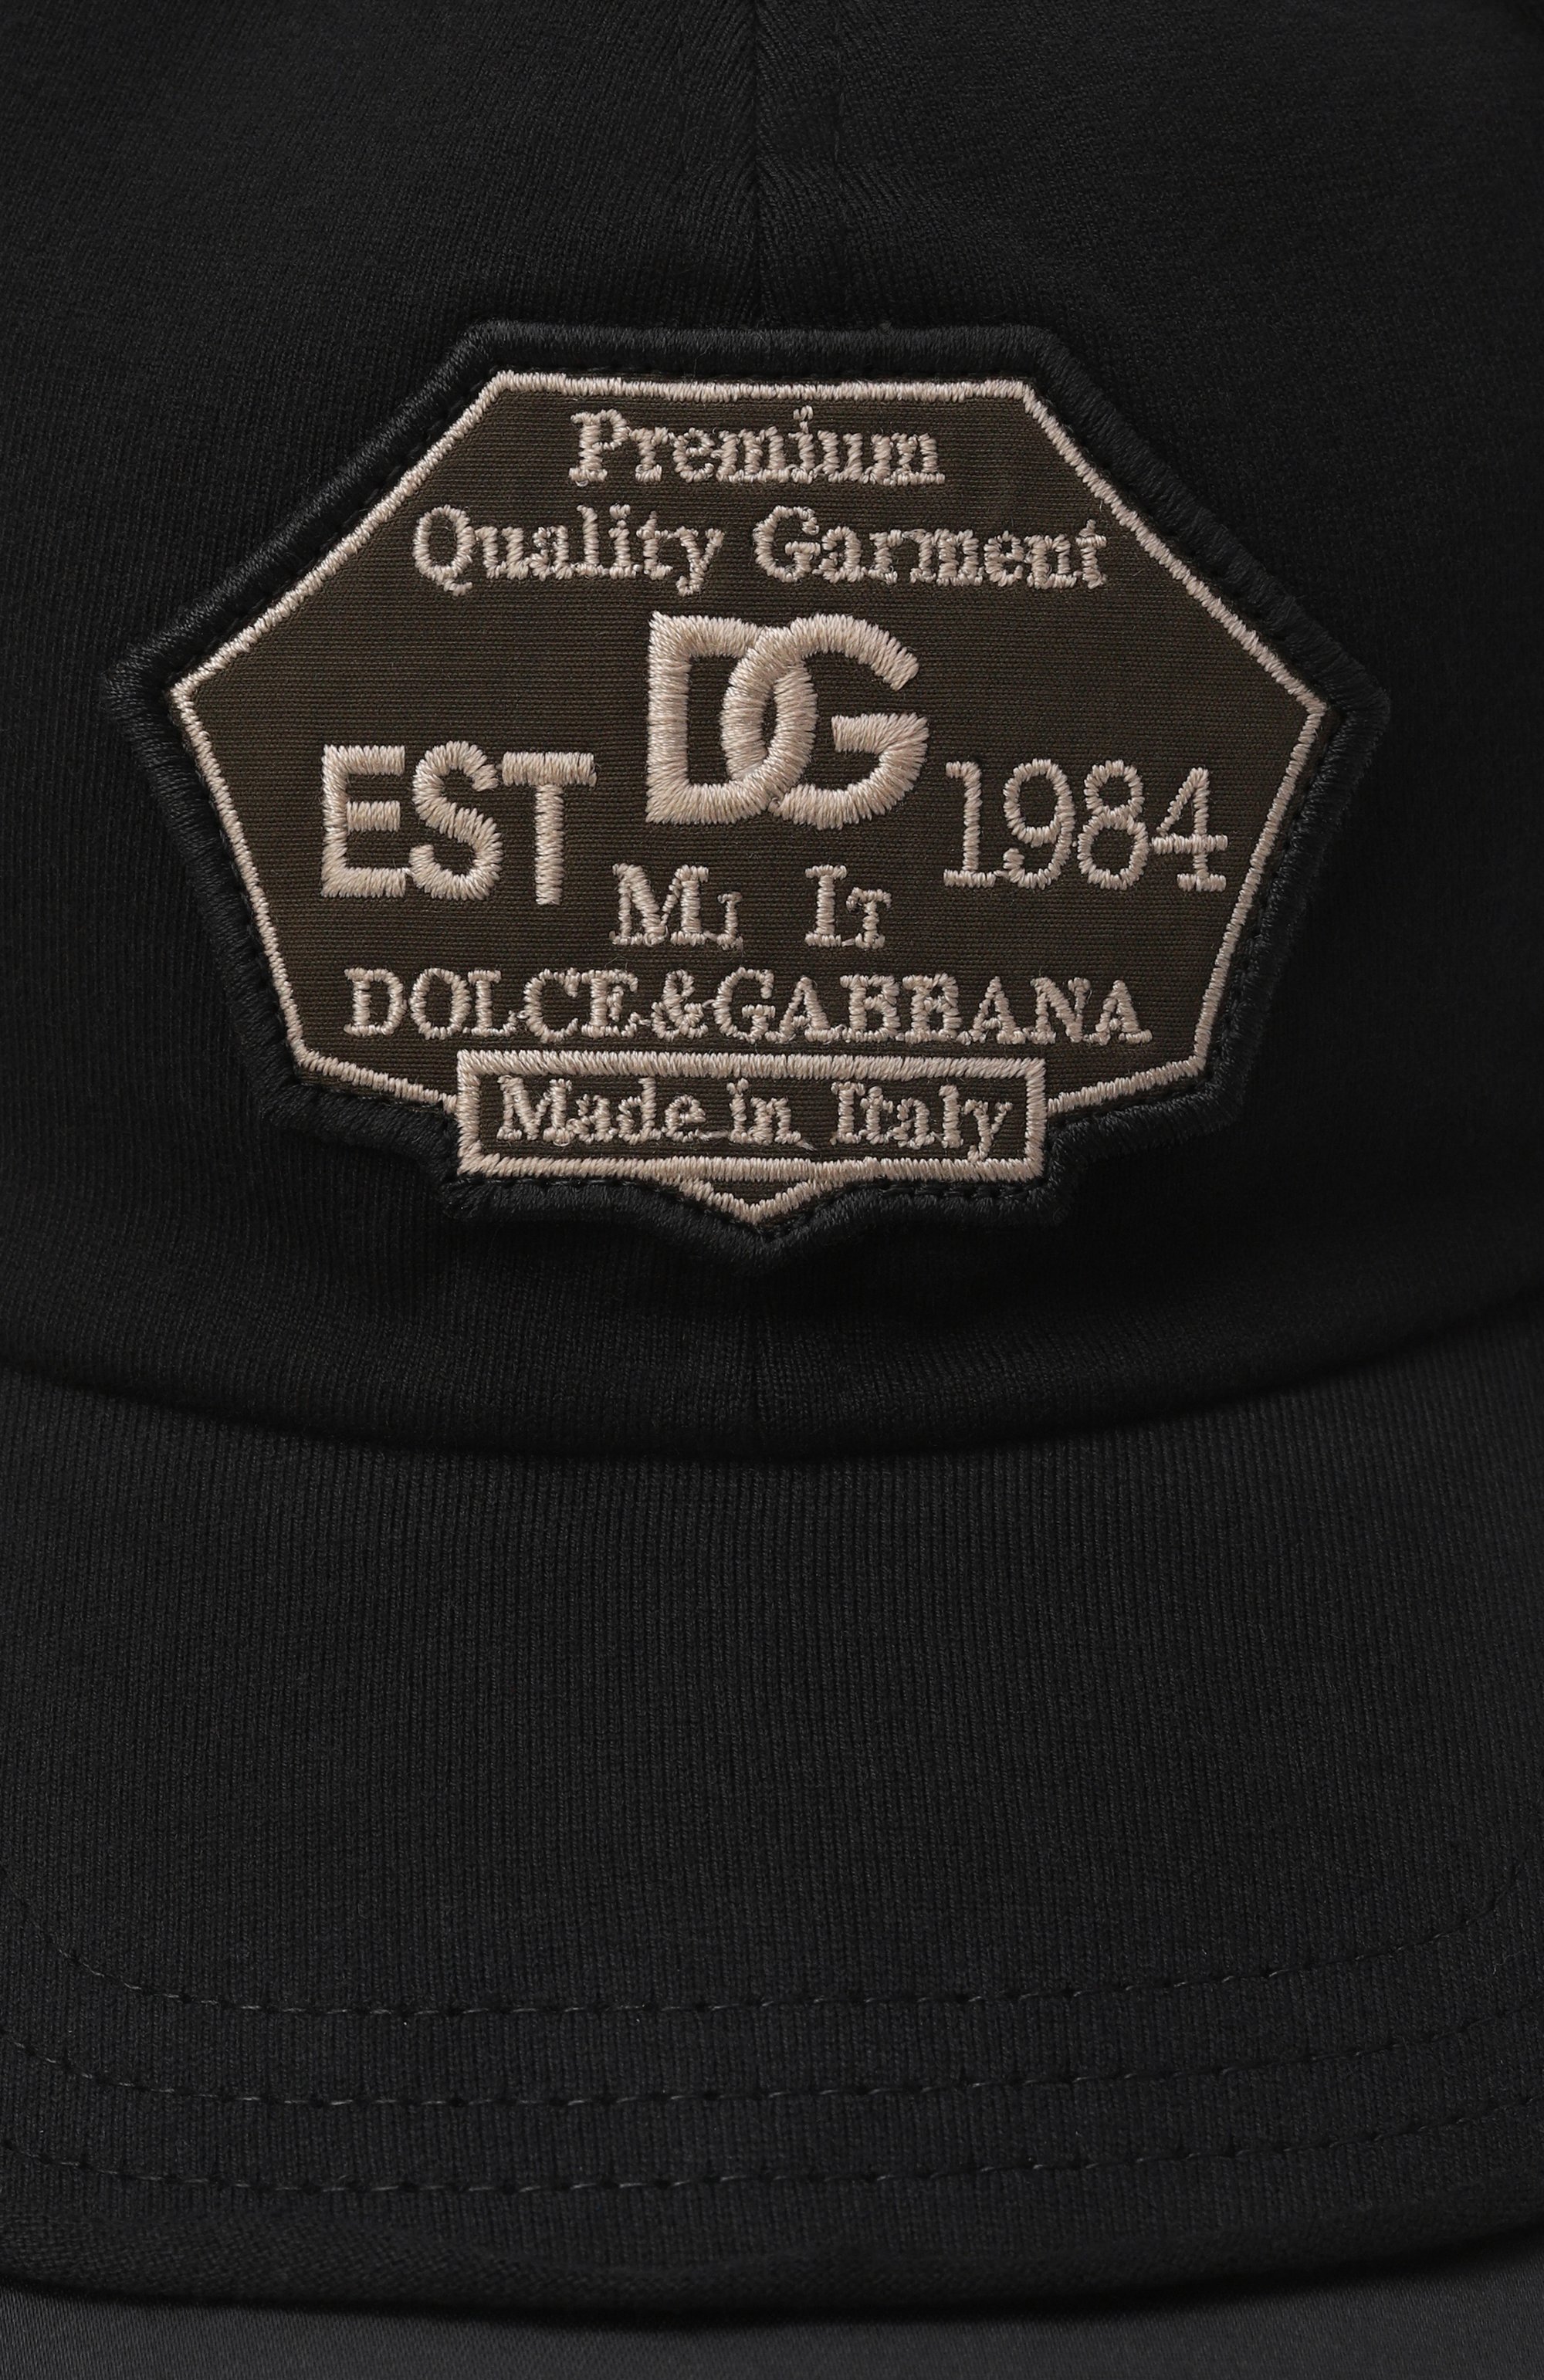 Premium
Quality Garment
DG
EST 1984
MI IT
DOLCE&GABBANA
Made in Italy